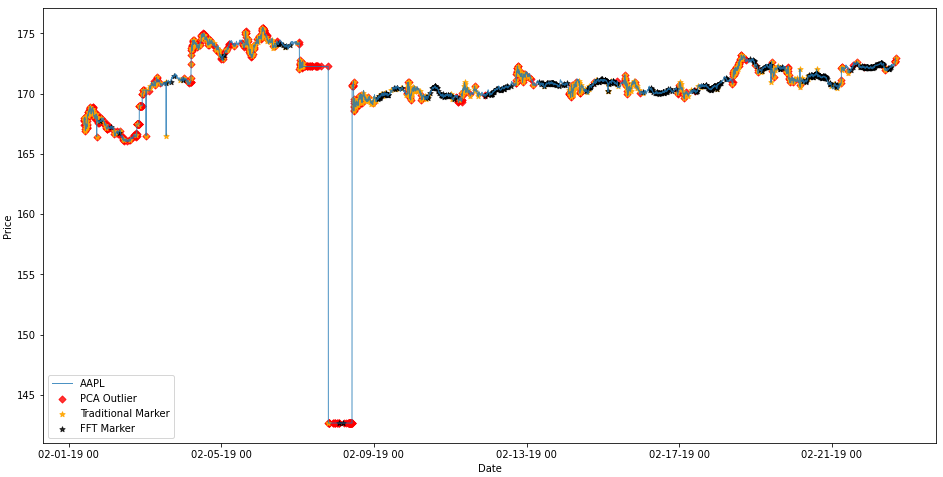 175
170
165
160
155
150
145
Price
AAPL
PCA Outlier
Traditional Marker
FFT Marker
02-01-19 00
02-05-19 00
02-09-19 00
02-13-19 00
02-17-19 00
02-21-19 00
Date